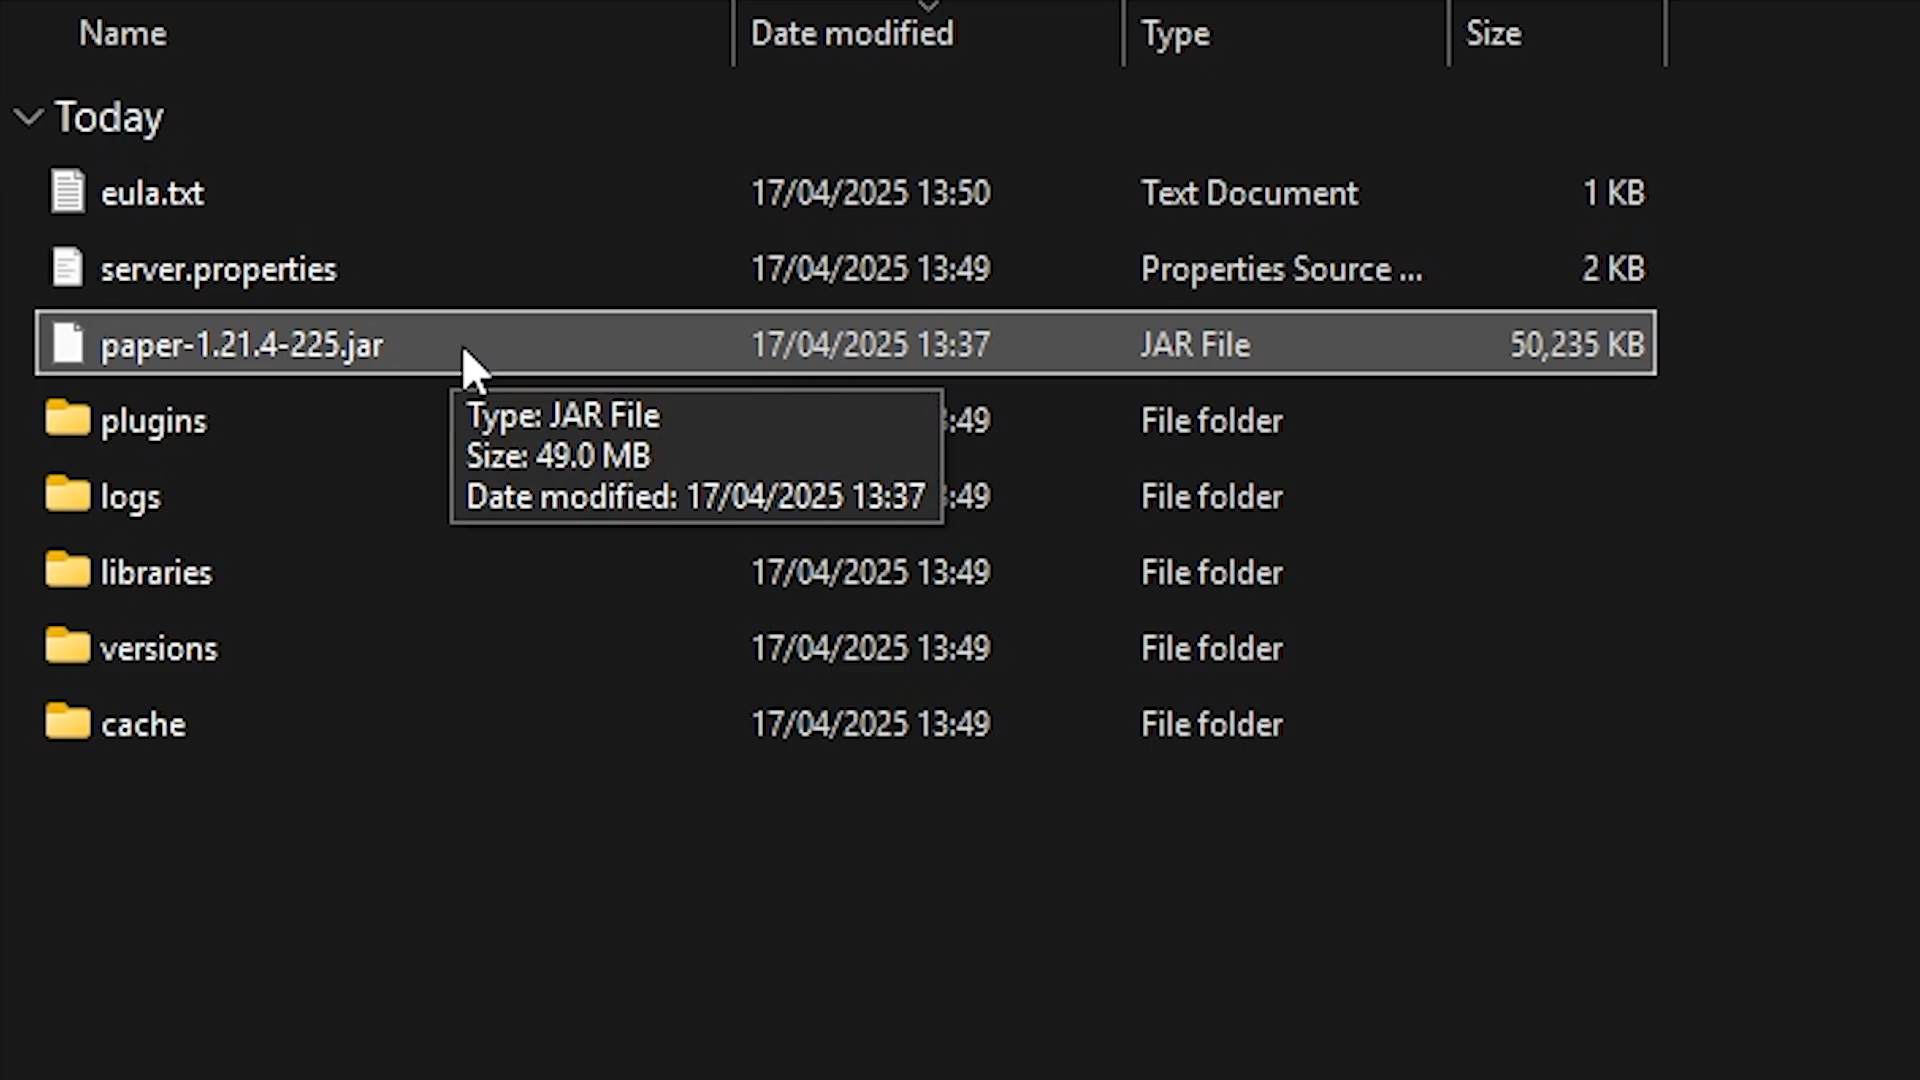 Name Date modified Type Size
Today
eula.txt 17/04/2025 13:50 Text Document 1 KB
server.properties 17/04/2025 13:49 Properties Source ... 2 KB
paper-1.21.4-225.jar 17/04/2025 13:37 JAR File 50,235 KB
plugins :49 File folder
Type: JAR File
Size: 49.0 MB
Date modified: 17/04/2025 13:37
logs :49 File folder
libraries 17/04/2025 13:49 File folder
versions 17/04/2025 13:49 File folder
cache 17/04/2025 13:49 File folder